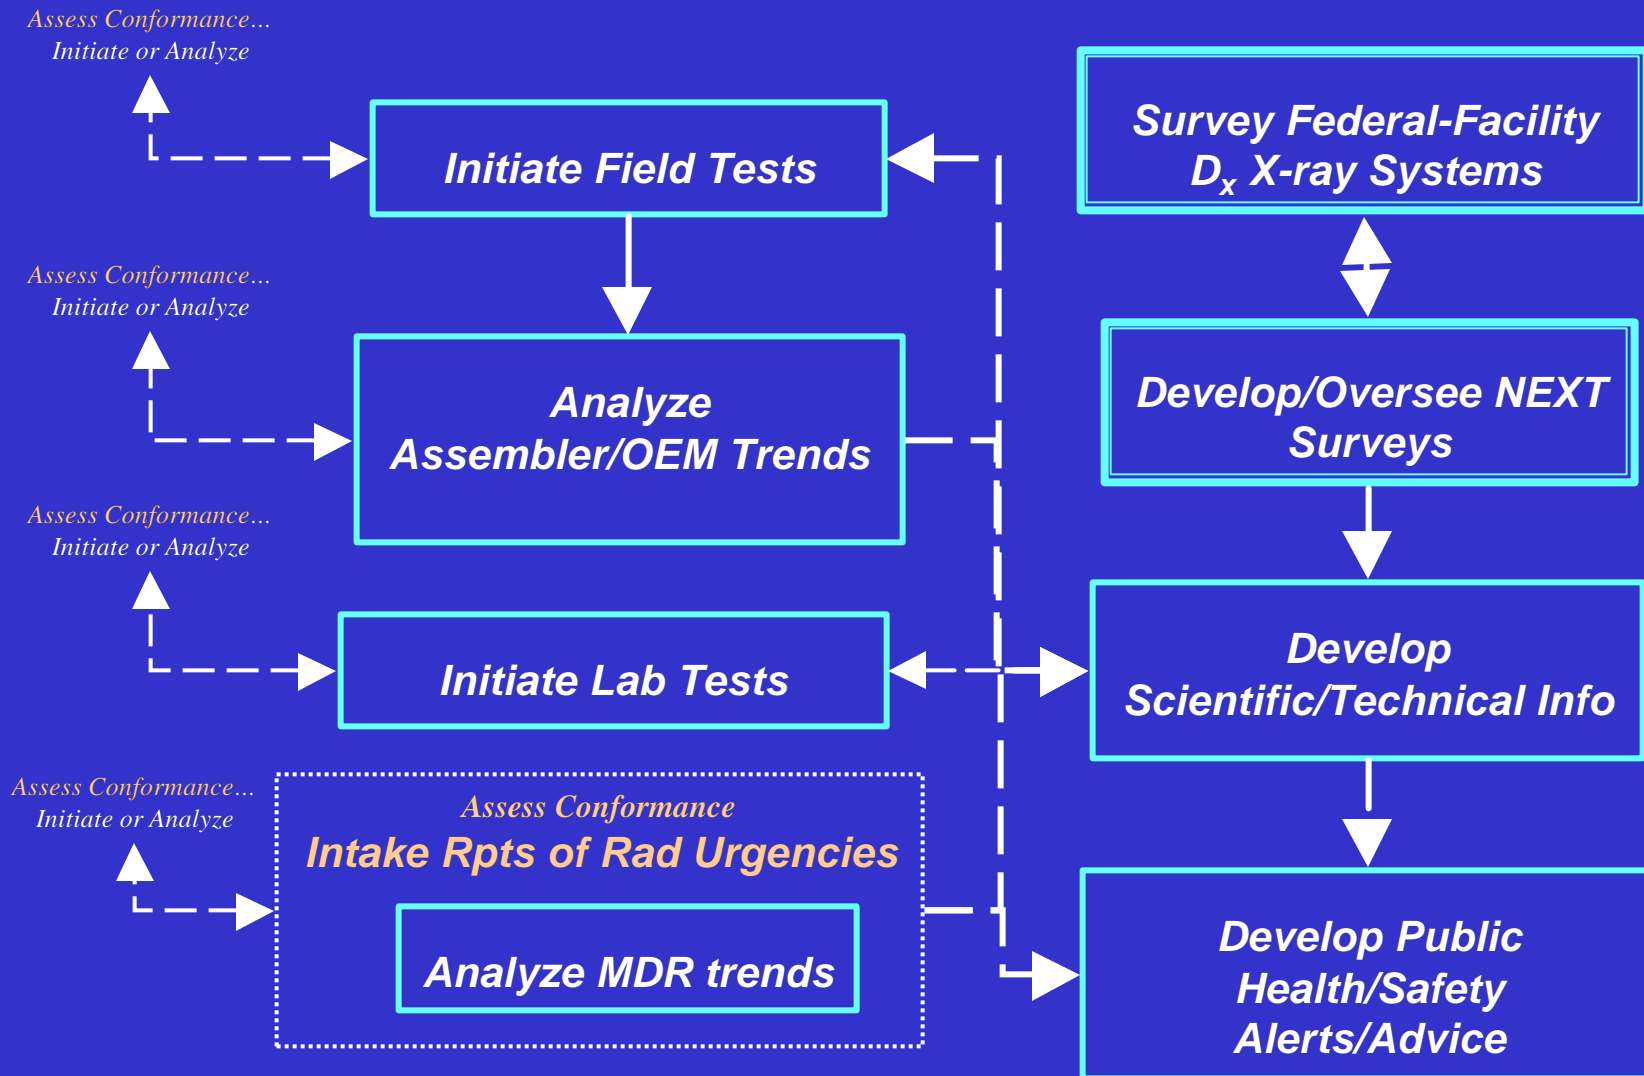 Assess Conformance...
Initiate or Analyze
Initiate Field Tests
Survey Federal-Facility
Dx X-ray Systems
Assess Conformance...
Initiate or Analyze
Analyze
Assembler/OEM Trends
Develop/Oversee NEXT
Surveys
Assess Conformance...
Initiate or Analyze
Initiate Lab Tests
Develop
Scientific/Technical Info
Assess Conformance...
Initiate or Analyze
Assess Conformance
Intake Rpts of Rad Urgencies
Analyze MDR trends
Develop Public
Health/Safety
Alerts/Advice